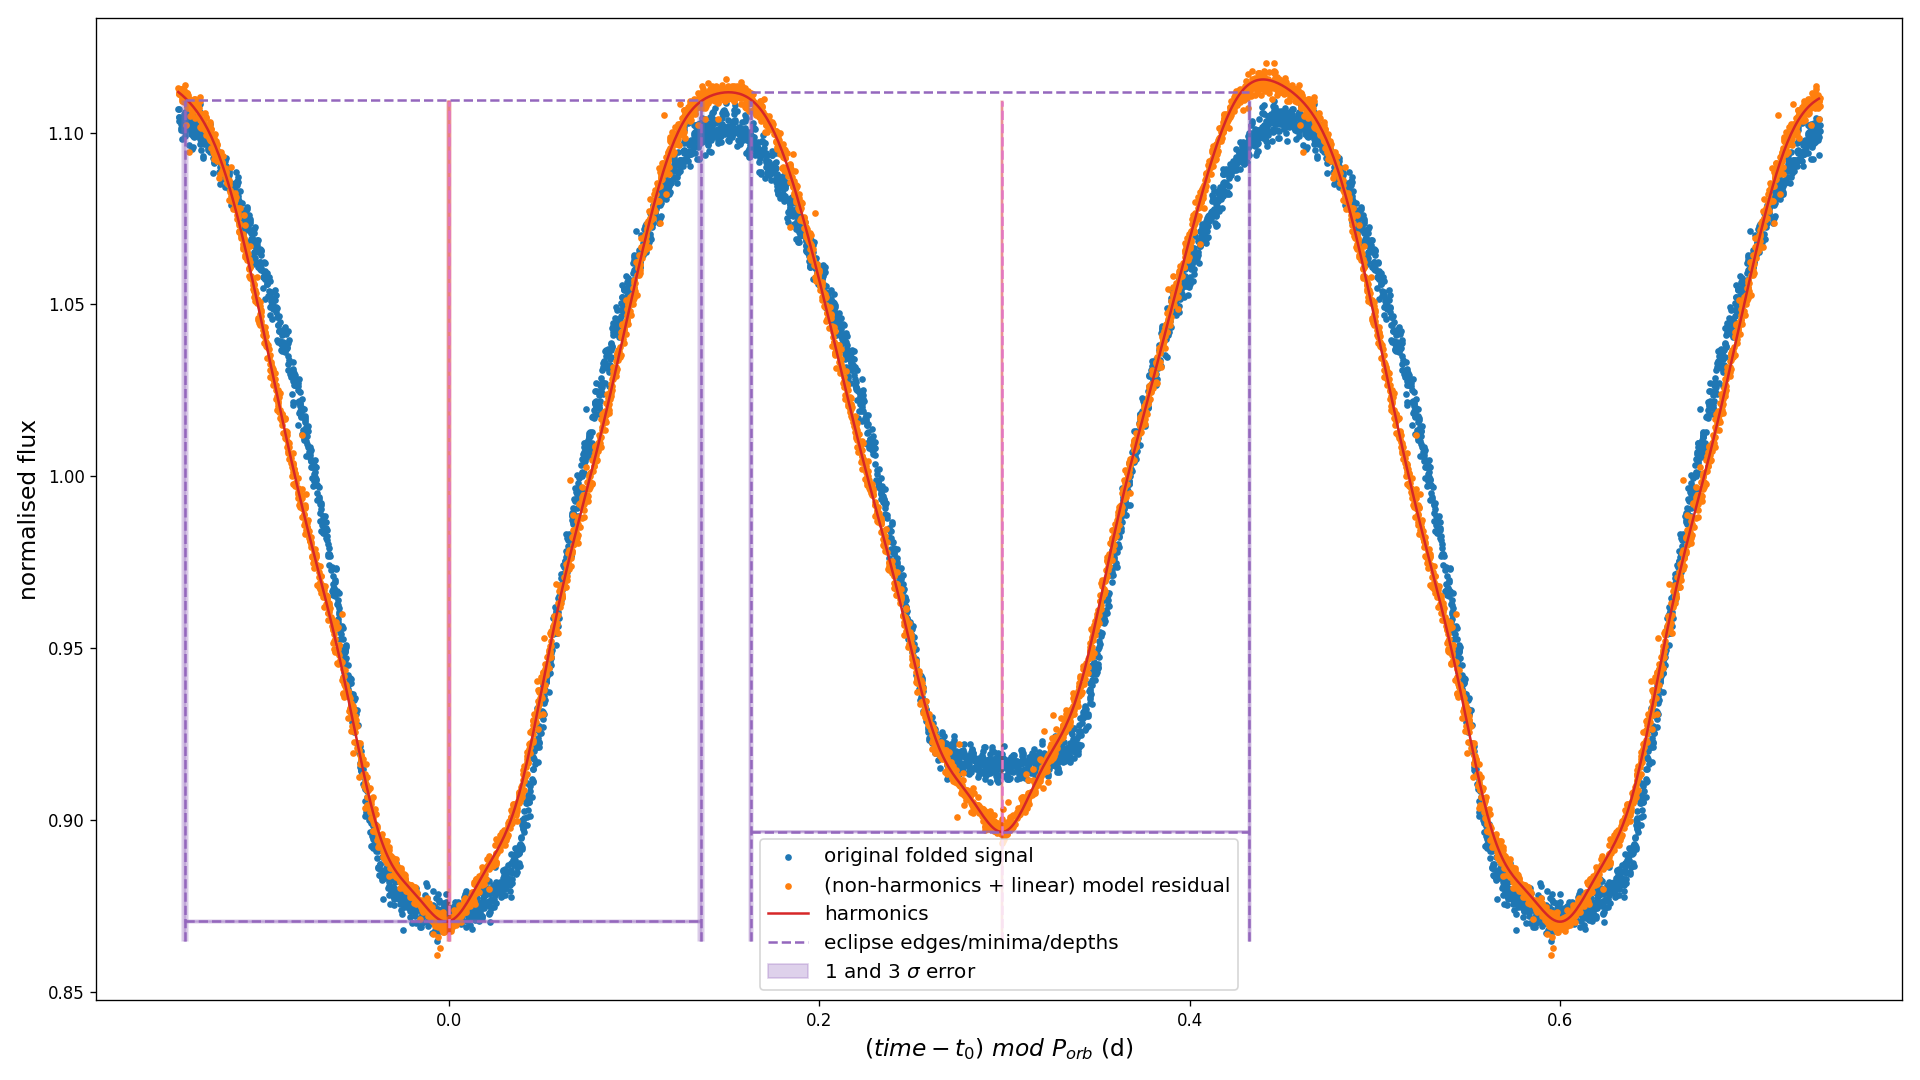 normalised flux
1.10
1.05
1.00
0.95
0.90
0.85
original folded signal
(non-harmonics + linear) model residual
harmonics
eclipse edges/minima/depths
1 and 3 σ error
0.0 0.2 0.4 0.6
(time − t₀) mod P_orb (d)